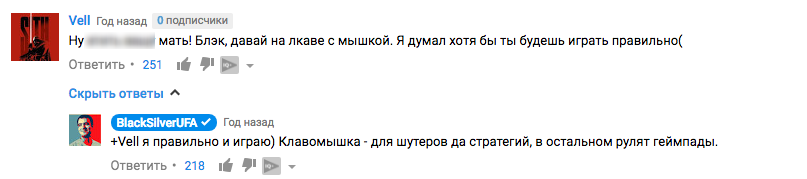 Vell Год назад 0 подписчики
Ну мать! Блэк, давай на лкаве с мышкой. Я думал хотя бы ты будешь играть правильно(
Ответить • 251
Скрыть ответы
BlackSilverUFA Год назад
+Vell я правильно и играю) Клавомышка - для шутеров да стратегий, в остальном рулят геймпады.
Ответить • 218